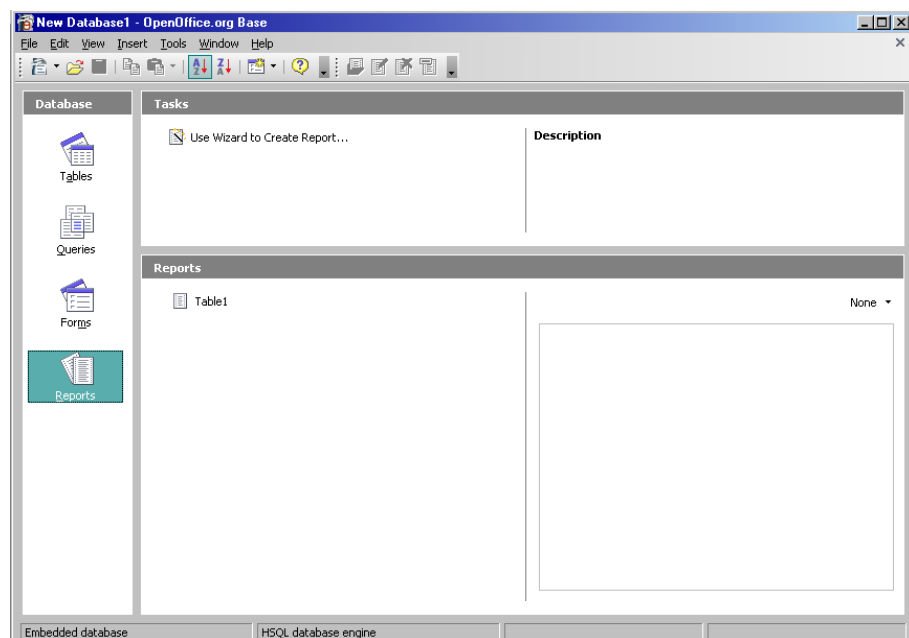 New Database1 - OpenOffice.org Base
File Edit View Insert Tools Window Help
Database
Tasks
Use Wizard to Create Report...
Description
Tables
Queries
Forms
Reports
Reports
Table1
None
Embedded database
HSQL database engine